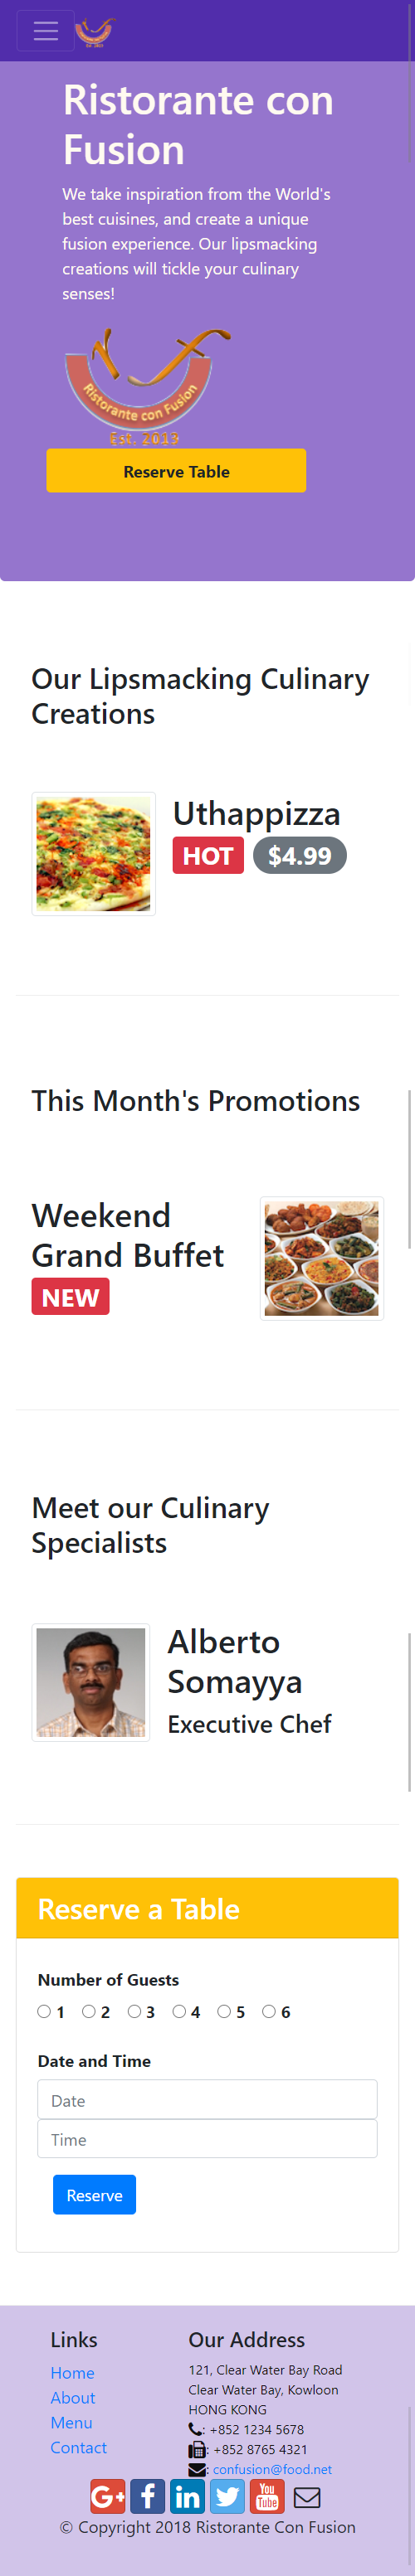 Est. 2013
Ristorante con
Fusion
We take inspiration from the World's
best cuisines, and create a unique
fusion experience. Our lipsmacking
creations will tickle your culinary
senses!
Ristorante con Fusion
Est. 2013
Reserve Table
Our Lipsmacking Culinary
Creations
Uthappizza
HOT $4.99
This Month's Promotions
Weekend
Grand Buffet
NEW
Meet our Culinary
Specialists
Alberto
Somayya
Executive Chef
Reserve a Table
Number of Guests
1 2 3 4 5 6
Date and Time
Date
Time
Reserve
Links
Home
About
Menu
Contact
Our Address
121, Clear Water Bay Road
Clear Water Bay, Kowloon
HONG KONG
: +852 1234 5678
: +852 8765 4321
: confusion@food.net
G+ f in You Tube
© Copyright 2018 Ristorante Con Fusion